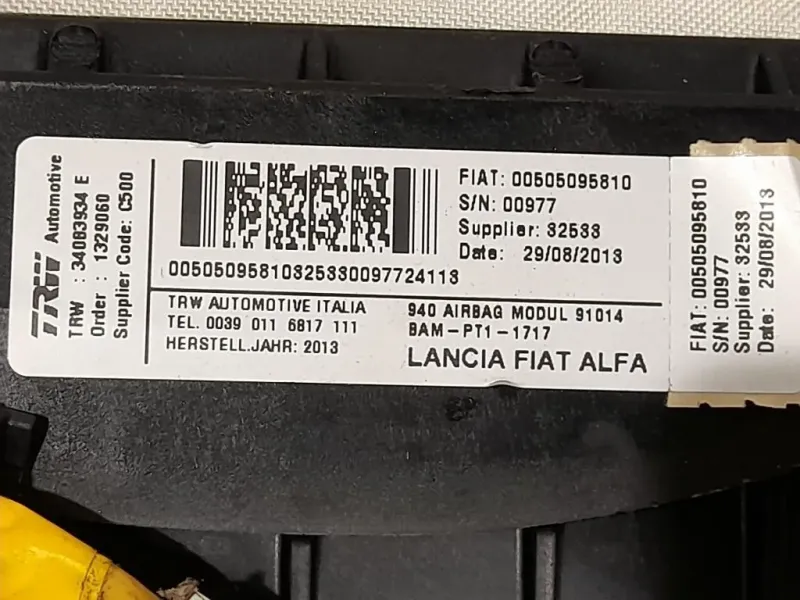 TRW Automotive
TRW : 34083934 E
Order : 1329060
Supplier Code: C500
FIAT: 00505095810
S/N: 00977
Supplier: 32533
Date: 29/08/2013
00505095810325330097724113
TRW AUTOMOTIVE ITALIA
TEL. 0039 011 6817 111
HERSTELL.JAHR: 2013
940 AIRBAG MODUL 91014
BAM-PT1-1717
LANCIA FIAT ALFA
FIAT: 00505095810
S/N: 00977
Supplier: 32533
Date: 29/08/2013